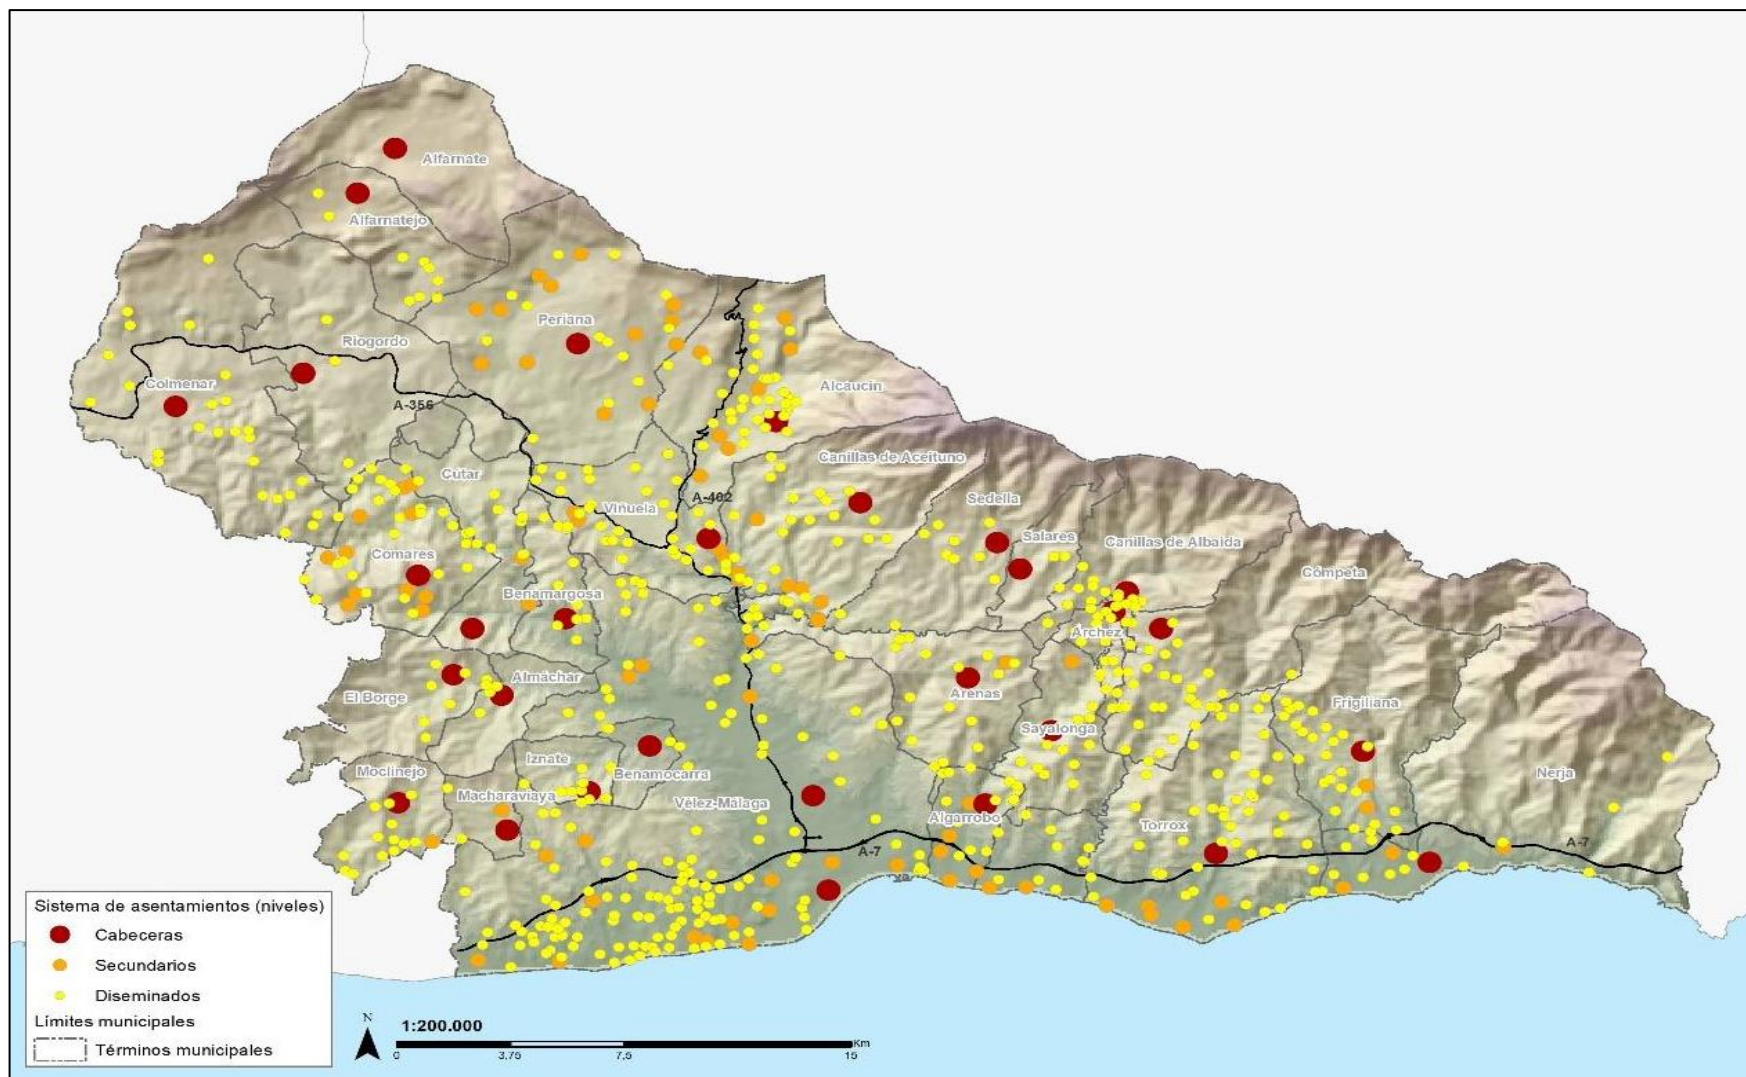 Alfarnate
Alfarnatejo
Periana
Riogordo
Colmenar
Alcaucin
A-356
Canillas de Aceituno
Cútar
A-402
Sedella
Viñuela
Salares
Canillas de Albaida
Comares
Cómpeta
Benamargosa
Árchez
Almachar
El Borge
Arenas
Frigiliana
Sayalonga
Iznate
Moclinejo
Benamocarra
Nerja
Macharaviaya
Vélez-Málaga
Algarrobo
Torrox
A-7
A-7
Sistema de asentamientos (niveles)
Cabeceras
Secundarios
Diseminados
Límites municipales
Términos municipales
N
1:200.000
Km
0 3,75 7,5 15